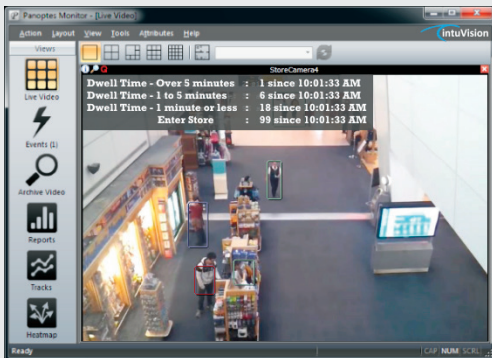 Panoptes Monitor - [Live Video]
Action Layout View Tools Attributes Help
intuVision
Views
StoreCamera4
Dwell Time - Over 5 minutes : 1 since 10:01:33 AM
Dwell Time - 1 to 5 minutes : 6 since 10:01:33 AM
Dwell Time - 1 minute or less : 18 since 10:01:33 AM
Enter Store : 99 since 10:01:33 AM
Live Video
Events (1)
Archive Video
Reports
Tracks
Heatmap
Ready
CAP NUM SCRL